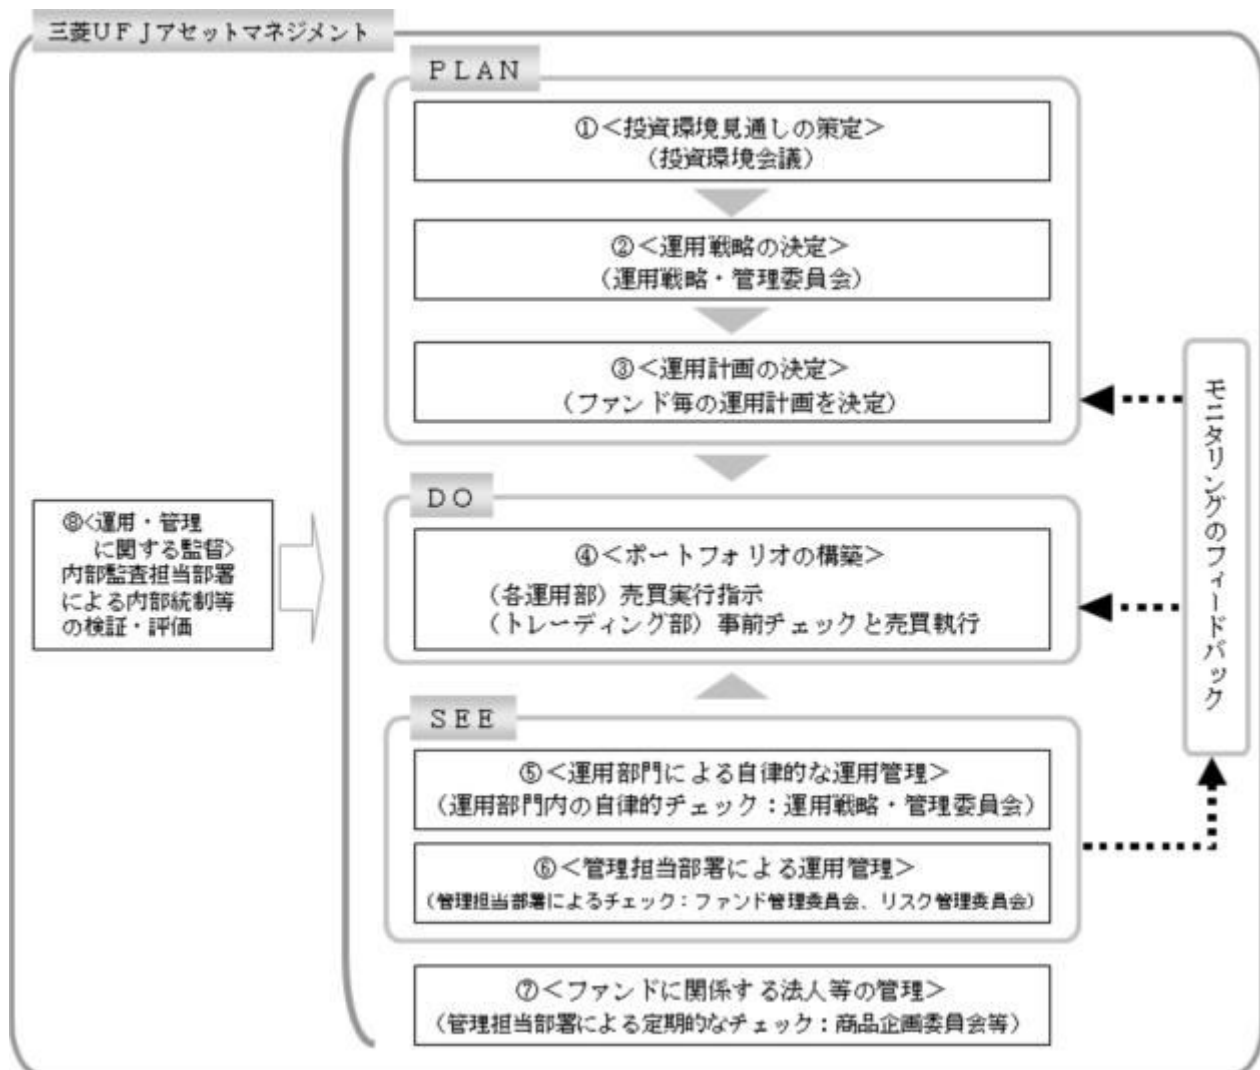 三菱ＵＦＪアセットマネジメント
ＰＬＡＮ
①＜投資環境見通しの策定＞
（投資環境会議）
②＜運用戦略の決定＞
（運用戦略・管理委員会）
③＜運用計画の決定＞
（ファンド毎の運用計画を決定）
ＤＯ
④＜ポートフォリオの構築＞
（各運用部）売買実行指示
（トレーディング部）事前チェックと売買執行
ＳＥＥ
⑤＜運用部門による自律的な運用管理＞
（運用部門内の自律的チェック：運用戦略・管理委員会）
⑥＜管理担当部署による運用管理＞
（管理担当部署によるチェック：ファンド管理委員会、リスク管理委員会）
⑦＜ファンドに関係する法人等の管理＞
（管理担当部署による定期的なチェック：商品企画委員会等）
⑧＜運用・管理
に関する監督＞
内部監査担当部署
による内部統制等
の検証・評価
モニタリングのフィードバック